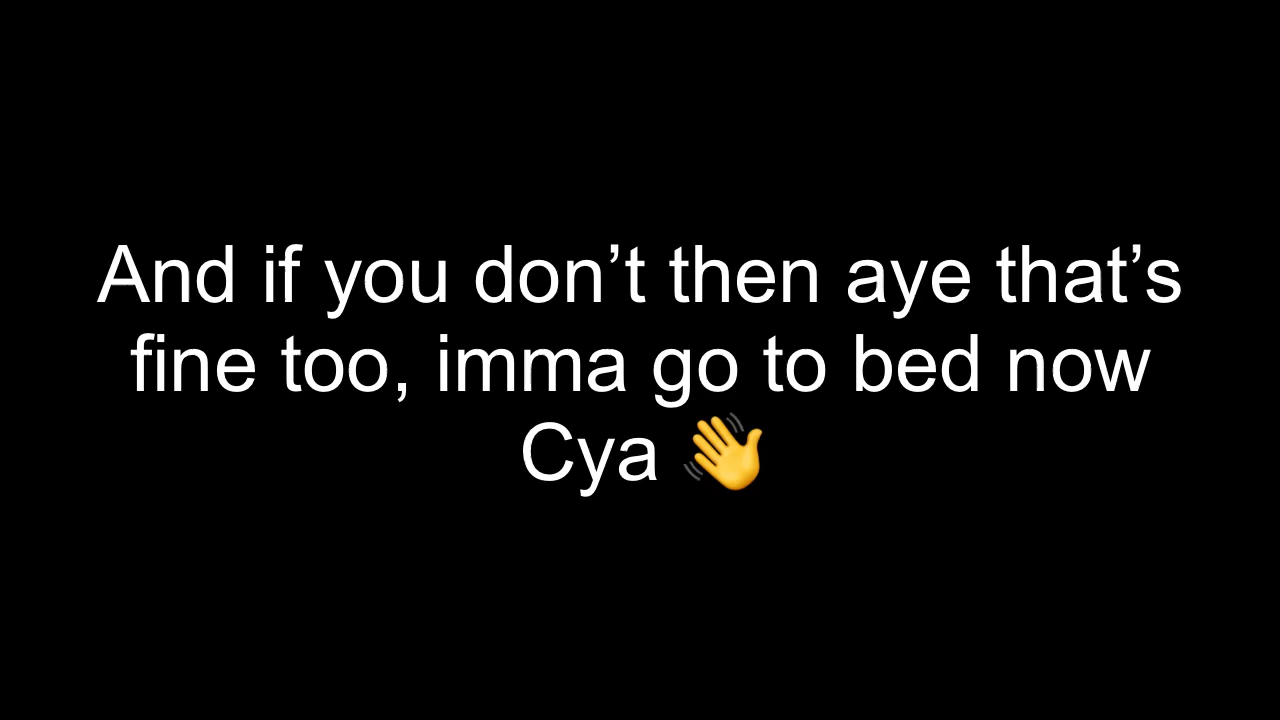 And if you don’t then aye that’s
fine too, imma go to bed now
Cya 👋